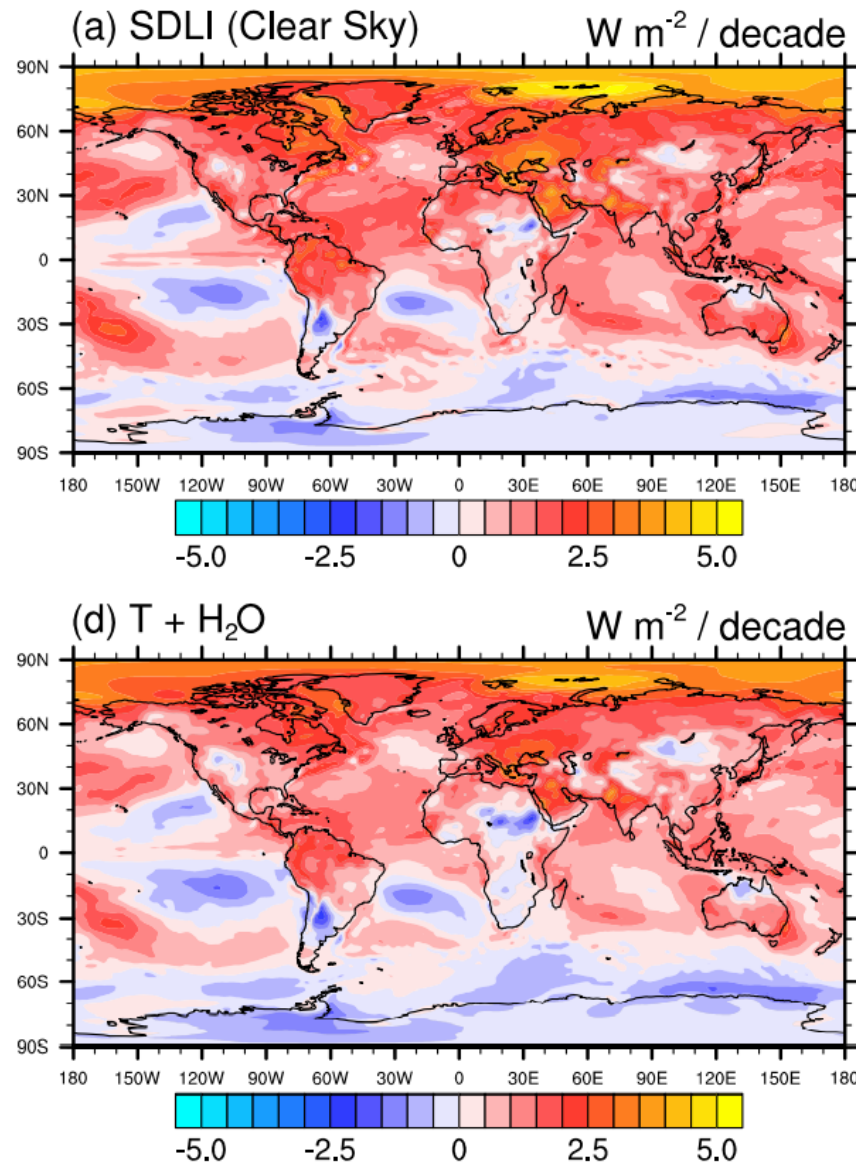 (a) SDLI (Clear Sky) W m⁻² / decade
90N
60N
30N
0
30S
60S
90S
180 150W 120W 90W 60W 30W 0 30E 60E 90E 120E 150E 180
-5.0 -2.5 0 2.5 5.0
(d) T + H₂O W m⁻² / decade
90N
60N
30N
0
30S
60S
90S
180 150W 120W 90W 60W 30W 0 30E 60E 90E 120E 150E 180
-5.0 -2.5 0 2.5 5.0